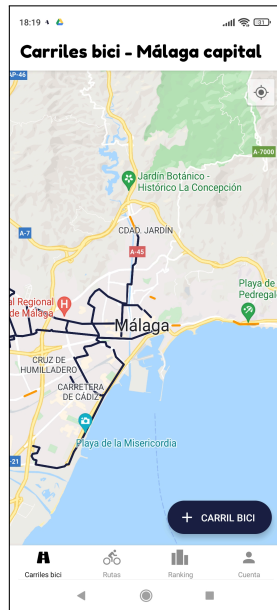 18:19
31
Carriles bici - Málaga capital
AP-46
A-7000
Jardín Botánico -
Histórico La Concepción
A-7
CDAD. JARDÍN
A-45
Playa de
Pedregal
al Regional
de Málaga
H
Málaga
CRUZ DE
HUMILLADERO
CARRETERA
DE CÁDIZ
Playa de la Misericordia
-21
+ CARRIL BICI
Carriles bici
Rutas
Ranking
Cuenta